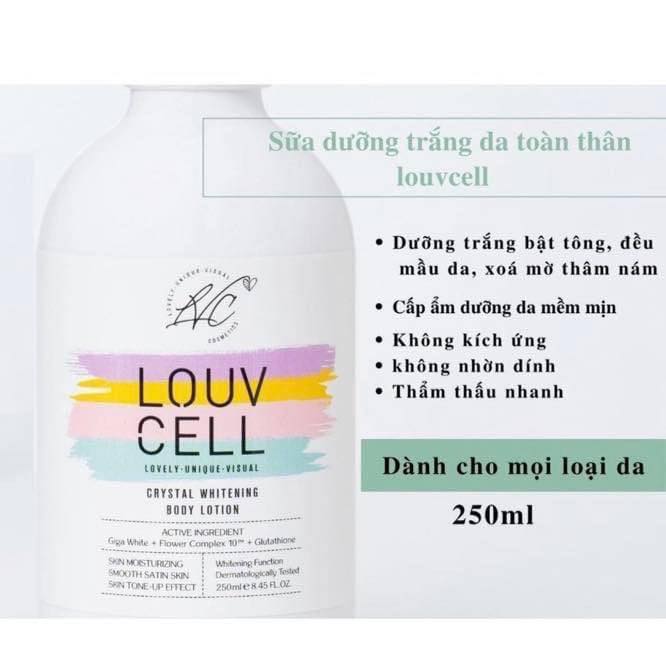 Sữa dưỡng trắng da toàn thân
louvcell
• Dưỡng trắng bật tông, đều
mầu da, xoá mờ thâm nám
• Cấp ẩm dưỡng da mềm mịn
• Không kích ứng
• không nhờn dính
• Thẩm thấu nhanh
Dành cho mọi loại da
250ml
LOVELY·UNIQUE·VISUAL
LVC
COSMETICS
LOUV
CELL
LOVELY·UNIQUE·VISUAL
CRYSTAL WHITENING
BODY LOTION
ACTIVE INGREDIENT
Giga White + Flower Complex 10™ + Glutathione
SKIN MOISTURIZING
SMOOTH SATIN SKIN
SKIN TONE-UP EFFECT
Whitening Function
Dermatologically Tested
250ml e 8.45 FL.OZ.